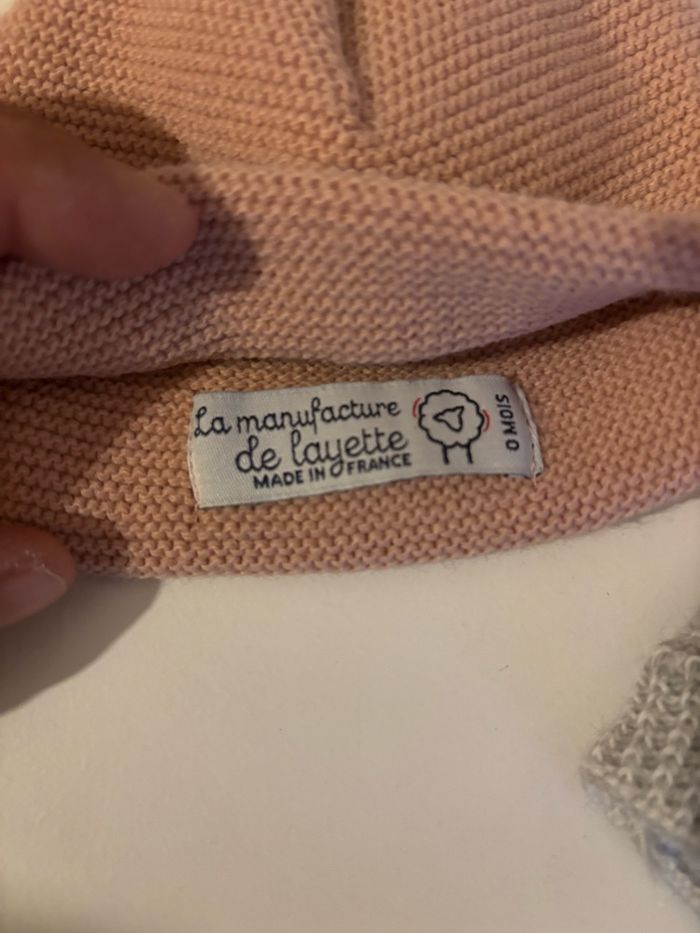 La manufacture
de layette
MADE IN FRANCE
0 MOIS